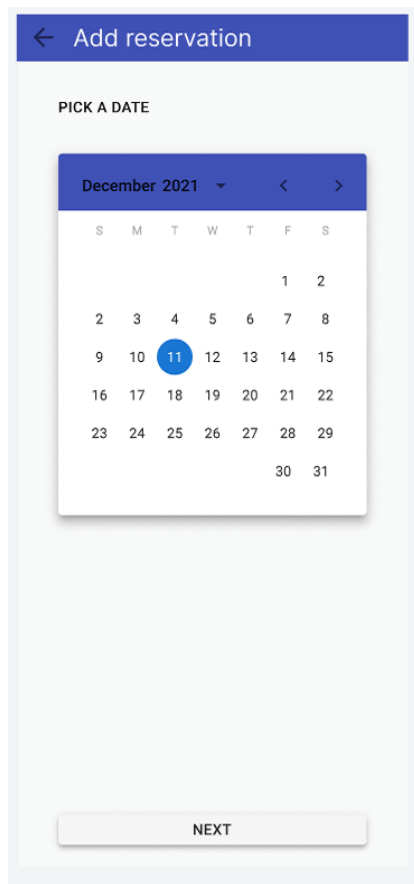 Add reservation
PICK A DATE
December 2021
S M T W T F S
1 2
2 3 4 5 6 7 8
9 10 11 12 13 14 15
16 17 18 19 20 21 22
23 24 25 26 27 28 29
30 31
NEXT